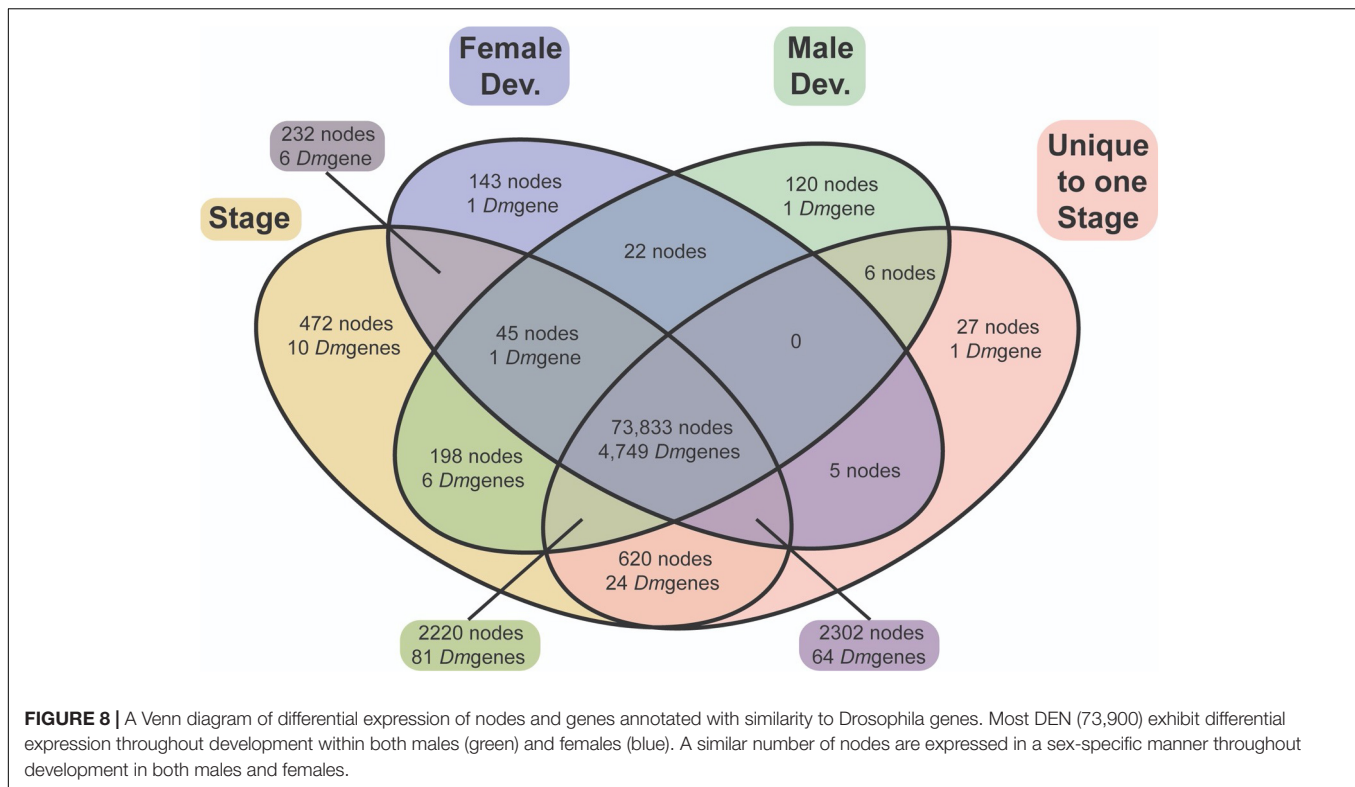 Female
Dev.
Male
Dev.
Unique
to one
Stage
Stage
232 nodes
6 Dmgene
143 nodes
1 Dmgene
120 nodes
1 Dmgene
22 nodes
6 nodes
472 nodes
10 Dmgenes
45 nodes
1 Dmgene
0
27 nodes
1 Dmgene
73,833 nodes
4,749 Dmgenes
198 nodes
6 Dmgenes
5 nodes
620 nodes
24 Dmgenes
2220 nodes
81 Dmgenes
2302 nodes
64 Dmgenes
FIGURE 8 | A Venn diagram of differential expression of nodes and genes annotated with similarity to Drosophila genes. Most DEN (73,900) exhibit differential
expression throughout development within both males (green) and females (blue). A similar number of nodes are expressed in a sex-specific manner throughout
development in both males and females.